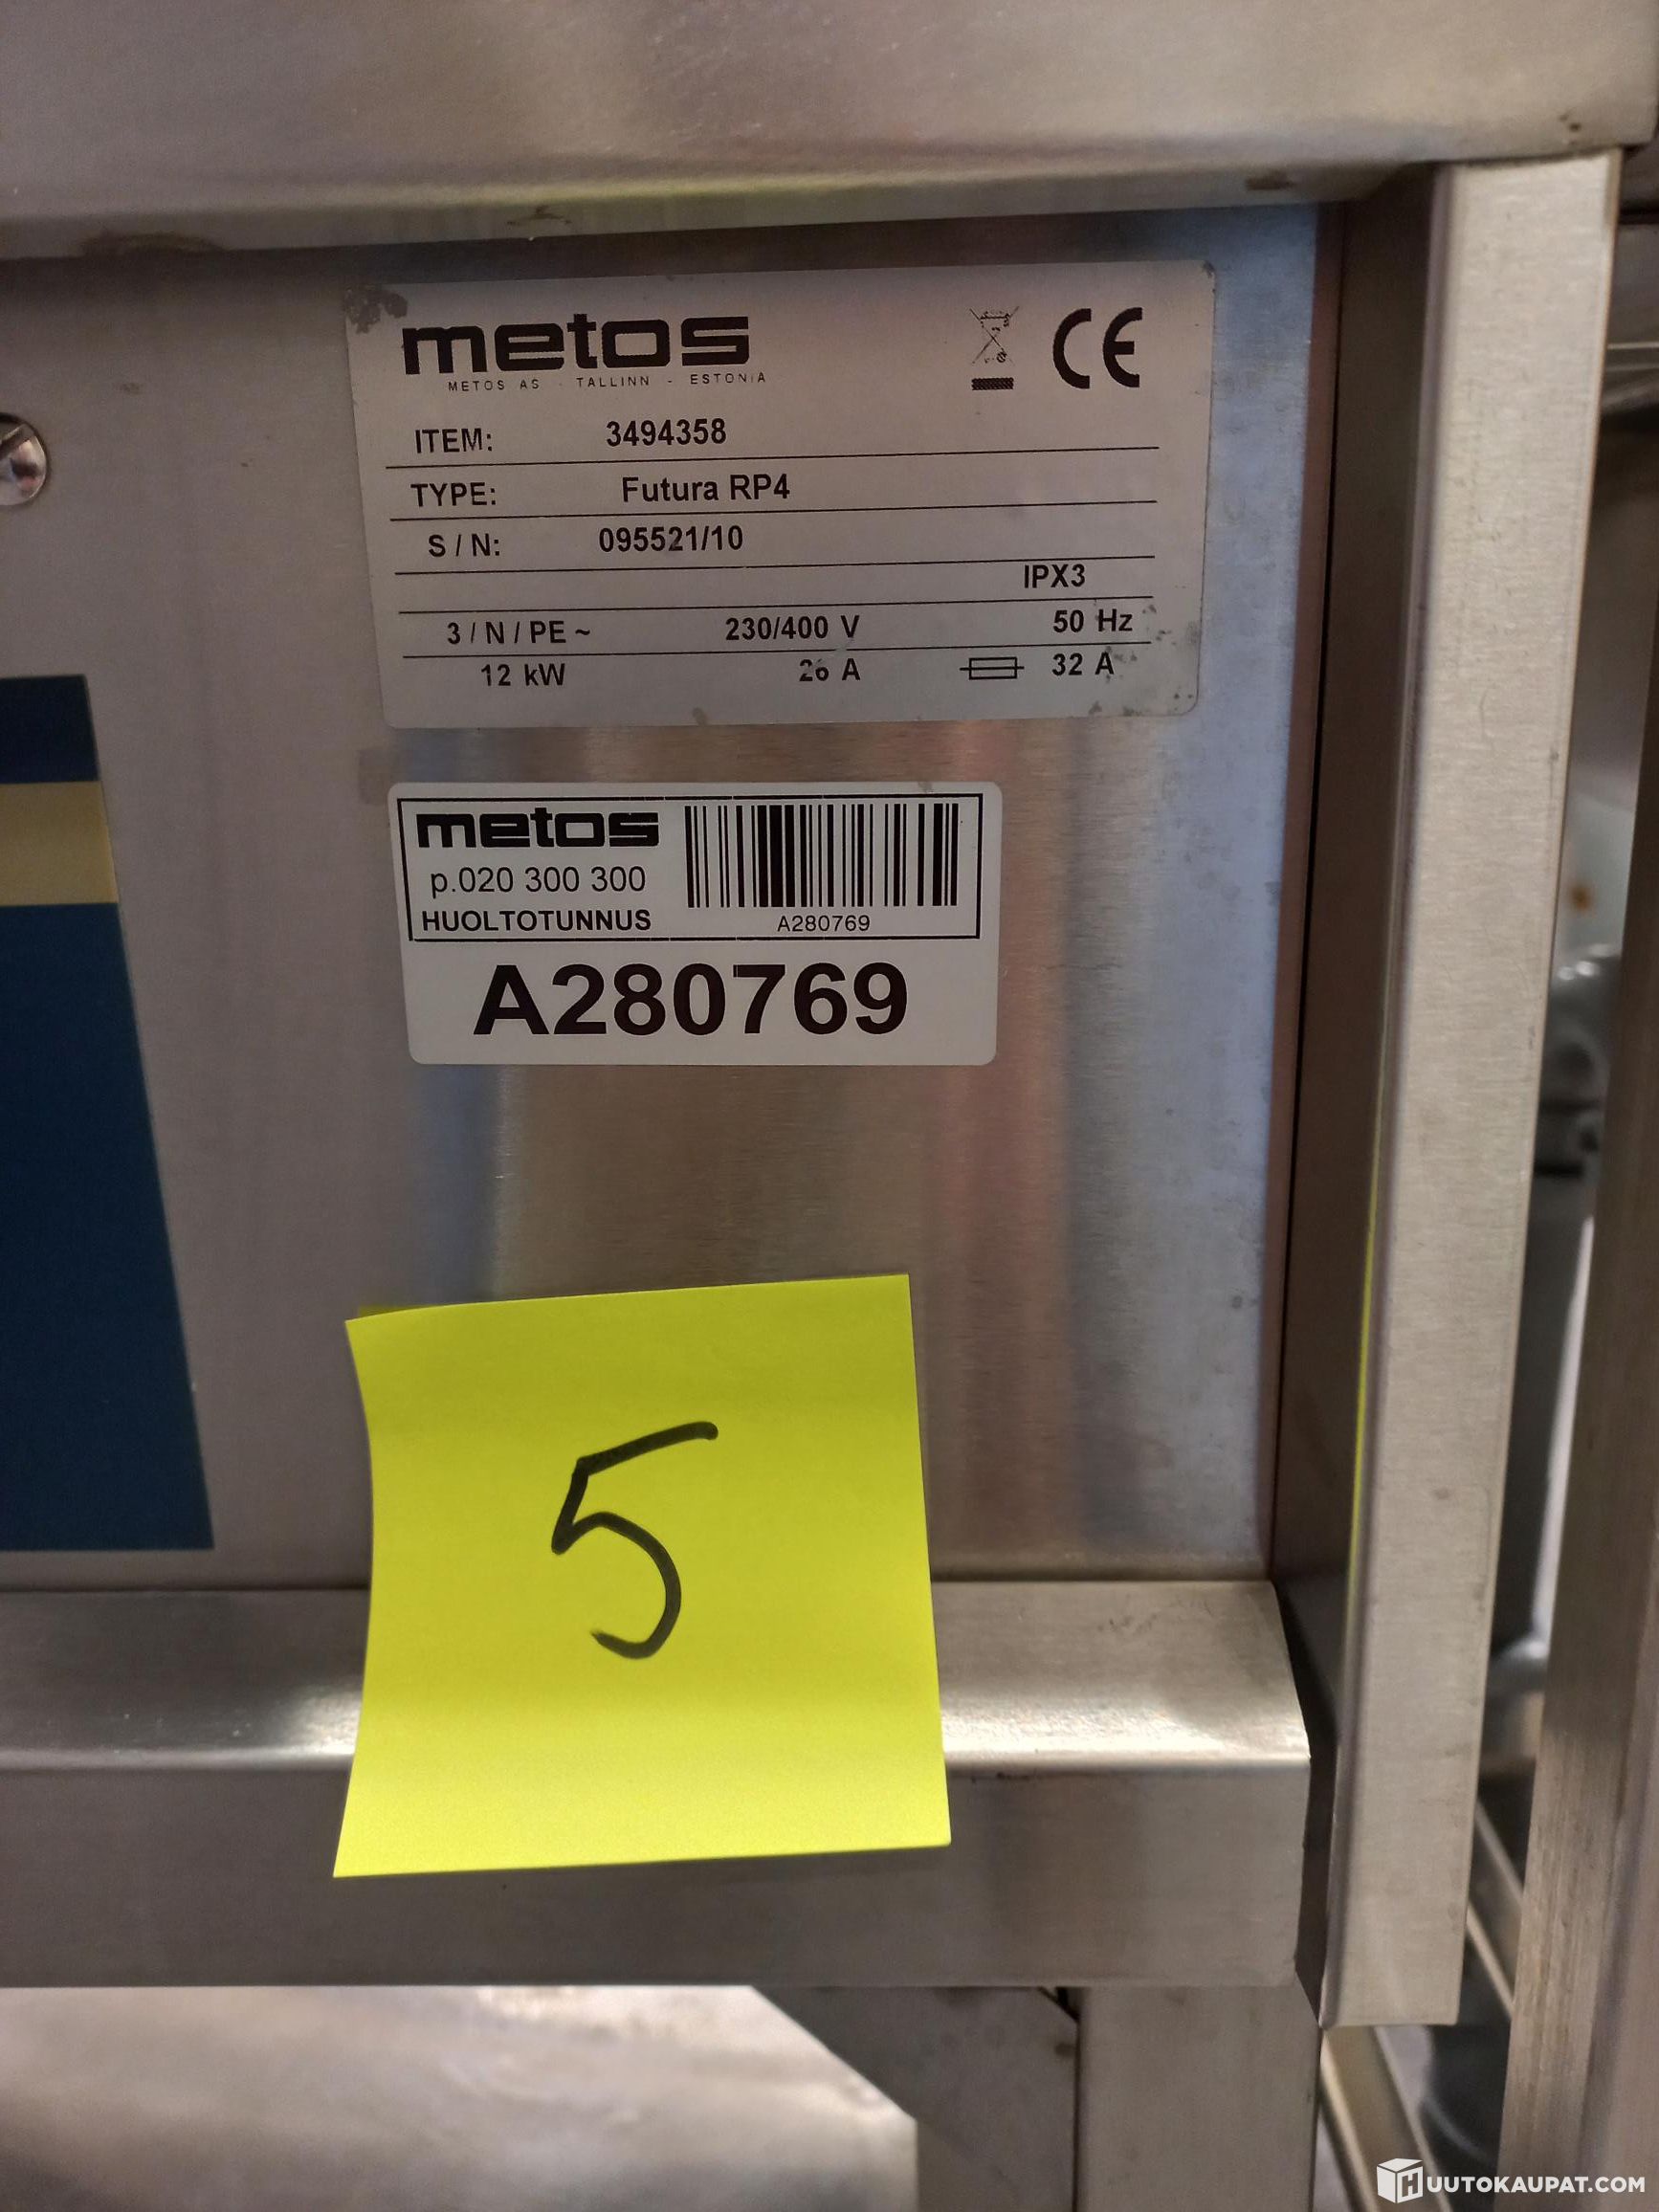 metos
METOS AS - TALLINN - ESTONIA
CE
ITEM: 3494358
TYPE: Futura RP4
S / N: 095521/10
IPX3
3 / N / PE ~ 230/400 V 50 Hz
12 kW 26 A 32 A
metos
p.020 300 300
HUOLTOTUNNUS
A280769
A280769
5
HUUTOKAUPAT.COM